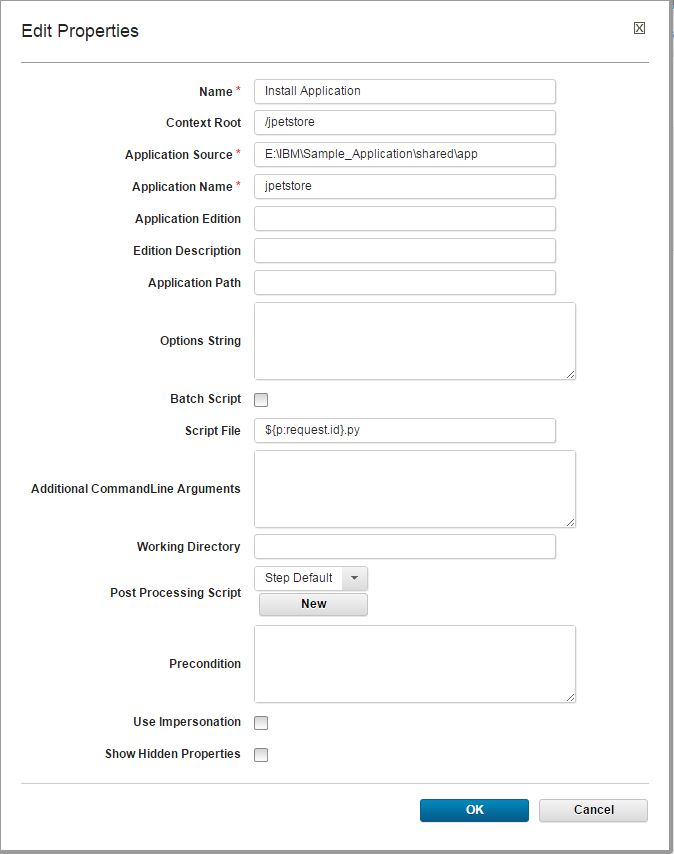 Edit Properties
Name * Install Application
Context Root /jpetstore
Application Source * E:\IBM\Sample_Application\shared\app
Application Name * jpetstore
Application Edition
Edition Description
Application Path
Options String
Batch Script
Script File ${p:request.id}.py
Additional CommandLine Arguments
Working Directory
Post Processing Script Step Default
New
Precondition
Use Impersonation
Show Hidden Properties
OK Cancel